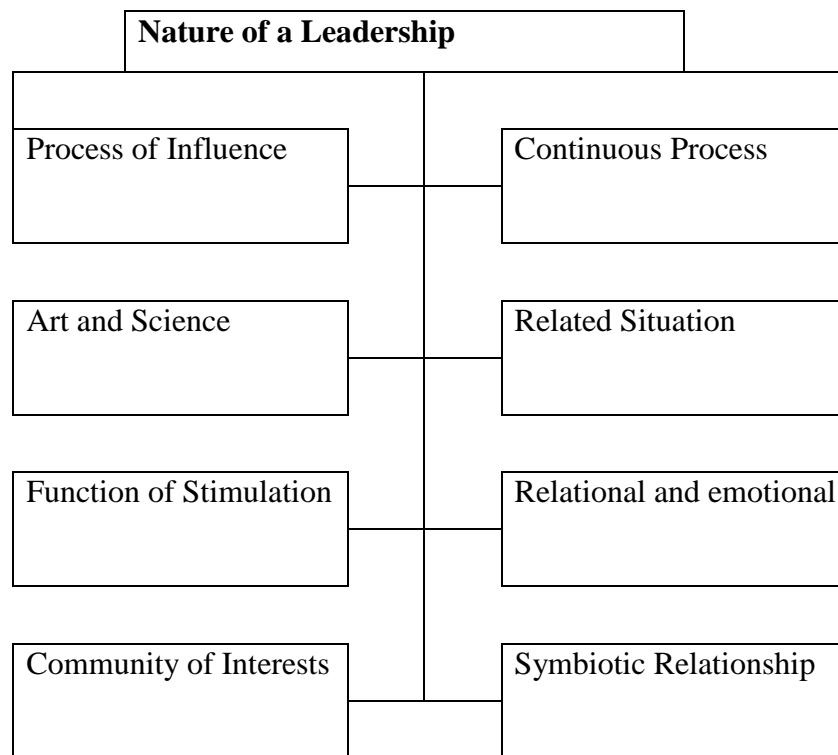 Nature of a Leadership
Process of Influence
Continuous Process
Art and Science
Related Situation
Function of Stimulation
Relational and emotional
Community of Interests
Symbiotic Relationship